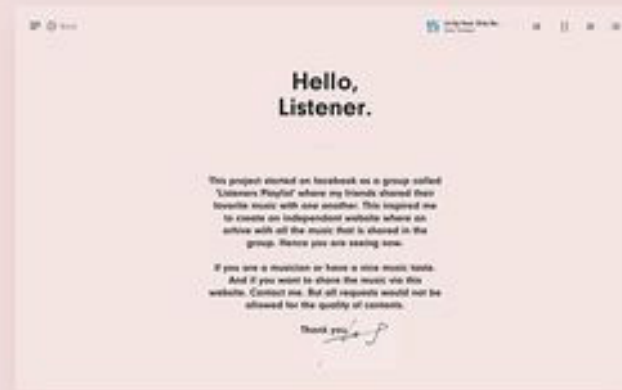 Hello,
Listener.
This project started on facebook as a group called
'Listeners Playlist' where my friends shared their
favorite music with one another. This inspired me
to create an independent website where an
arhive with all the music that is shared in the
group. Hence you are seeing now.
If you are a musician or have a nice music taste.
And if you want to share the music via this
website. Contact me. But all requests would not be
allowed for the quality of contents.
Thank you